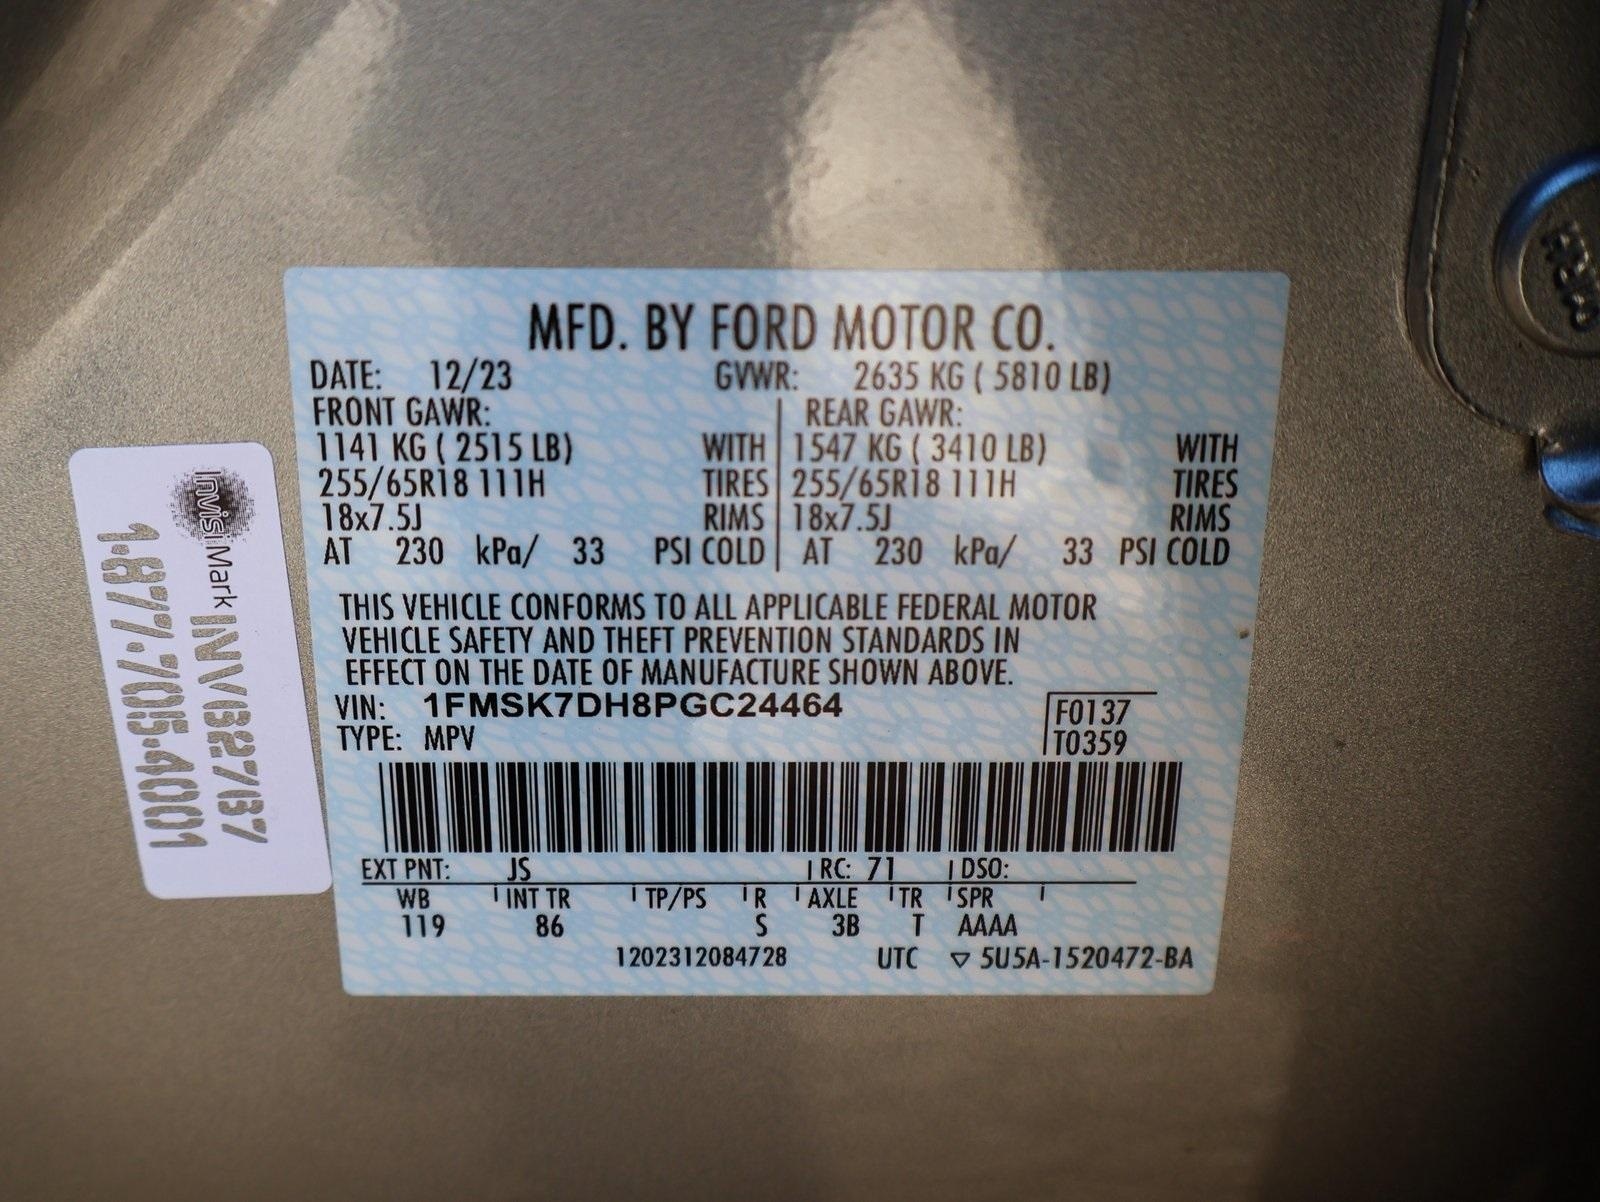 MFD. BY FORD MOTOR CO.
DATE: 12/23 GVWR: 2635 KG ( 5810 LB)
FRONT GAWR: REAR GAWR:
1141 KG ( 2515 LB) WITH 1547 KG ( 3410 LB) WITH
255/65R18 111H TIRES 255/65R18 111H TIRES
18x7.5J RIMS 18x7.5J RIMS
AT 230 kPa/ 33 PSI COLD AT 230 kPa/ 33 PSI COLD
THIS VEHICLE CONFORMS TO ALL APPLICABLE FEDERAL MOTOR
VEHICLE SAFETY AND THEFT PREVENTION STANDARDS IN
EFFECT ON THE DATE OF MANUFACTURE SHOWN ABOVE.
VIN: 1FMSK7DH8PGC24464
F0137
TYPE: MPV
T0359
EXT PNT: JS RC: 71 DSO:
WB INT TR TP/PS R AXLE TR SPR
119 86 S 3B T AAAA
1202312084728 UTC ▽ 5U5A-1520472-BA
InvisiMark INV82787
1-877-705-4001